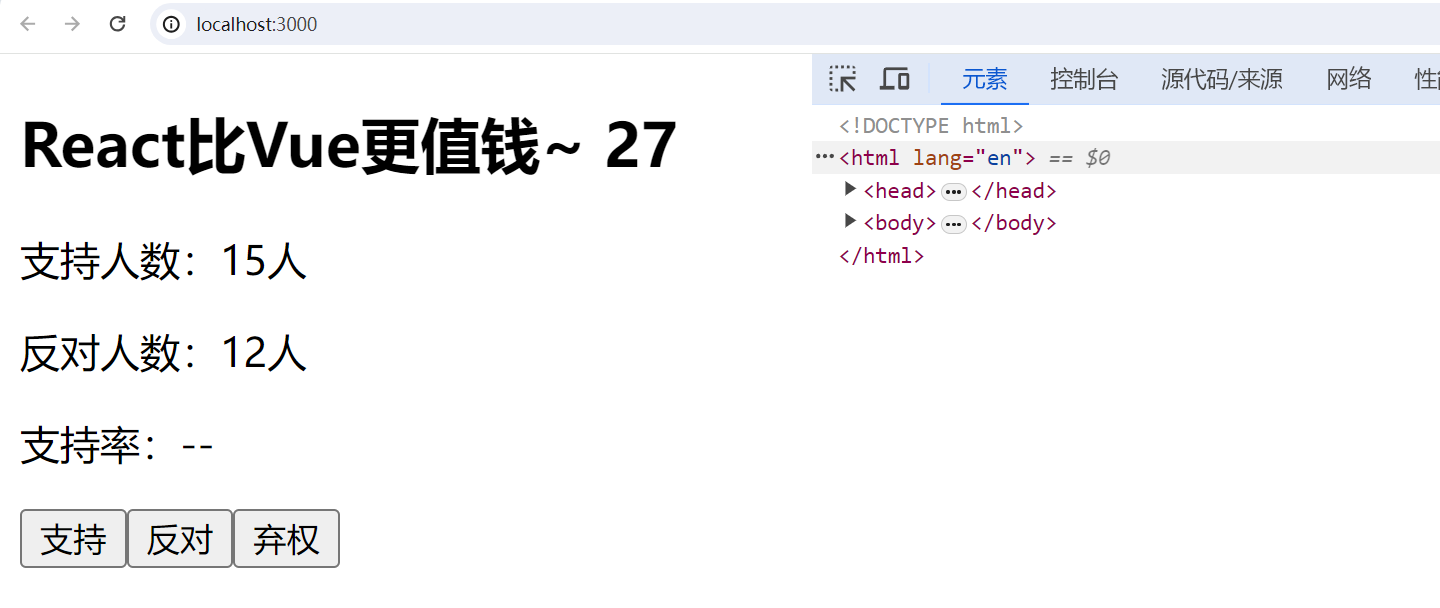 localhost:3000
元素 控制台 源代码/来源 网络
React比Vue更值钱~ 27
支持人数：15人
反对人数：12人
支持率：--
支持 反对 弃权
<!DOCTYPE html>
<html lang="en"> == $0
<head>…</head>
<body>…</body>
</html>